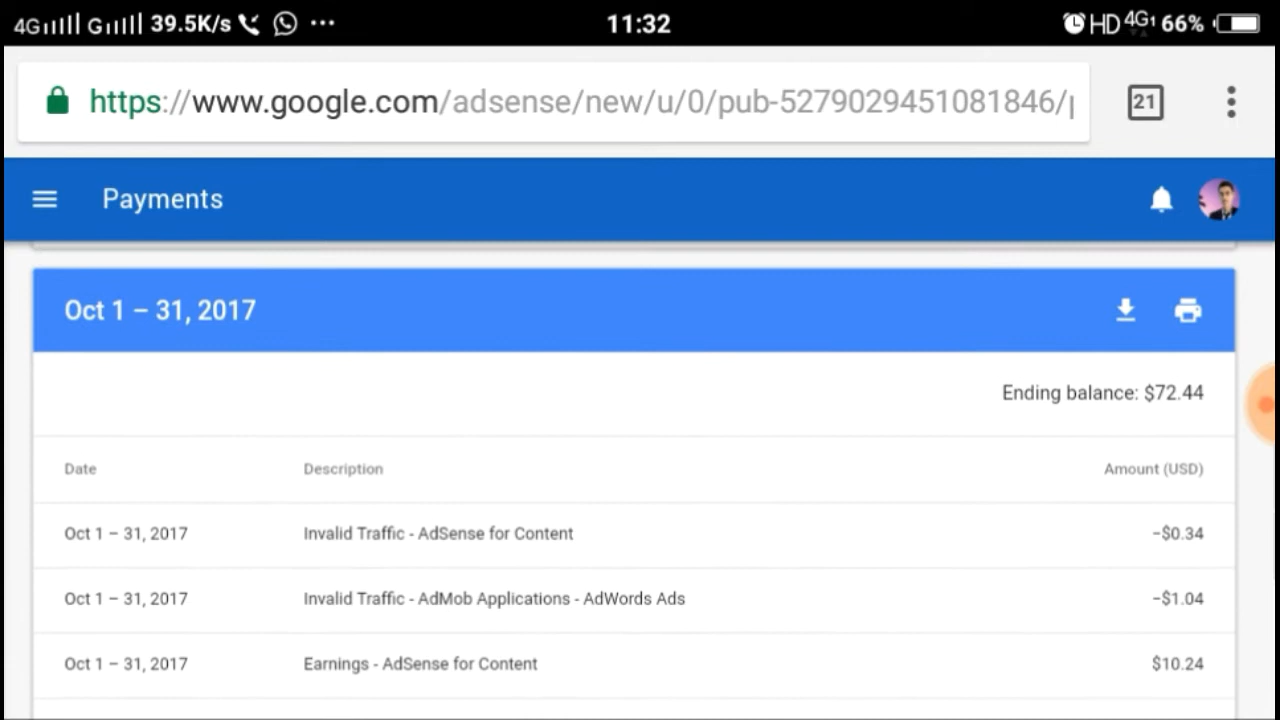 4G G 39.5K/s ... 11:32 HD 4G1 66%
https://www.google.com/adsense/new/u/0/pub-5279029451081846/p 21
Payments
Oct 1 – 31, 2017
Ending balance: $72.44
Date Description Amount (USD)
Oct 1 – 31, 2017 Invalid Traffic - AdSense for Content −$0.34
Oct 1 – 31, 2017 Invalid Traffic - AdMob Applications - AdWords Ads −$1.04
Oct 1 – 31, 2017 Earnings - AdSense for Content $10.24